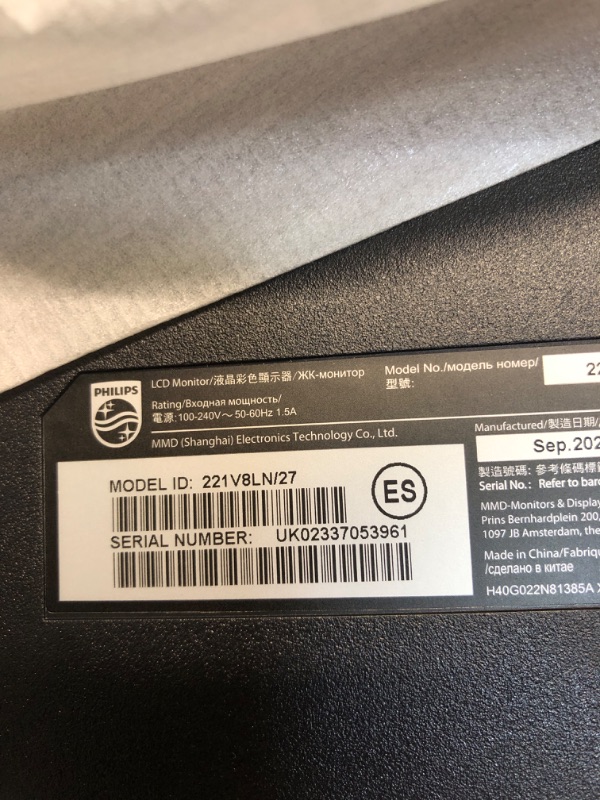 PHILIPS
LCD Monitor/液晶彩色顯示器/ЖК-монитор
Rating/Входная мощность/
電源:100-240V~ 50-60Hz 1.5A
MMD (Shanghai) Electronics Technology Co., Ltd.
Model No./модель номер/
型號:
22
MODEL ID: 221V8LN/27
ES
SERIAL NUMBER: UK02337053961
Manufactured/製造日期/
Sep.202
製造號碼: 參考條碼標
Serial No.: Refer to barc
MMD-Monitors & Display
Prins Bernhardplein 200,
1097 JB Amsterdam, the
Made in China/Fabriqu
/сделано в китае
H40G022N81385A